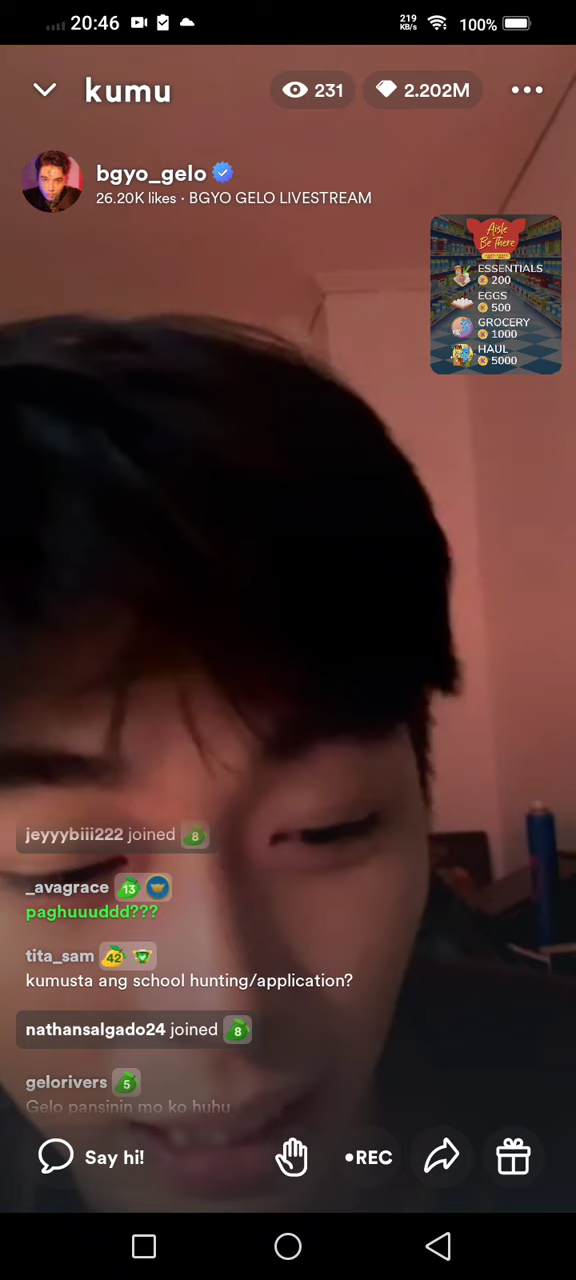 20:46
219
KB/s
100%
kumu
231
2.202M
bgyo_gelo
26.20K likes · BGYO GELO LIVESTREAM
Aisle
Be There
ESSENTIALS
200
EGGS
500
GROCERY
1000
HAUL
5000
jeyyybiii222 joined 8
_avagrace 13
paghuuuddd???
tita_sam 42
kumusta ang school hunting/application?
nathansalgado24 joined 8
gelorivers 5
Gelo pansinin mo ko huhu
Say hi!
•REC